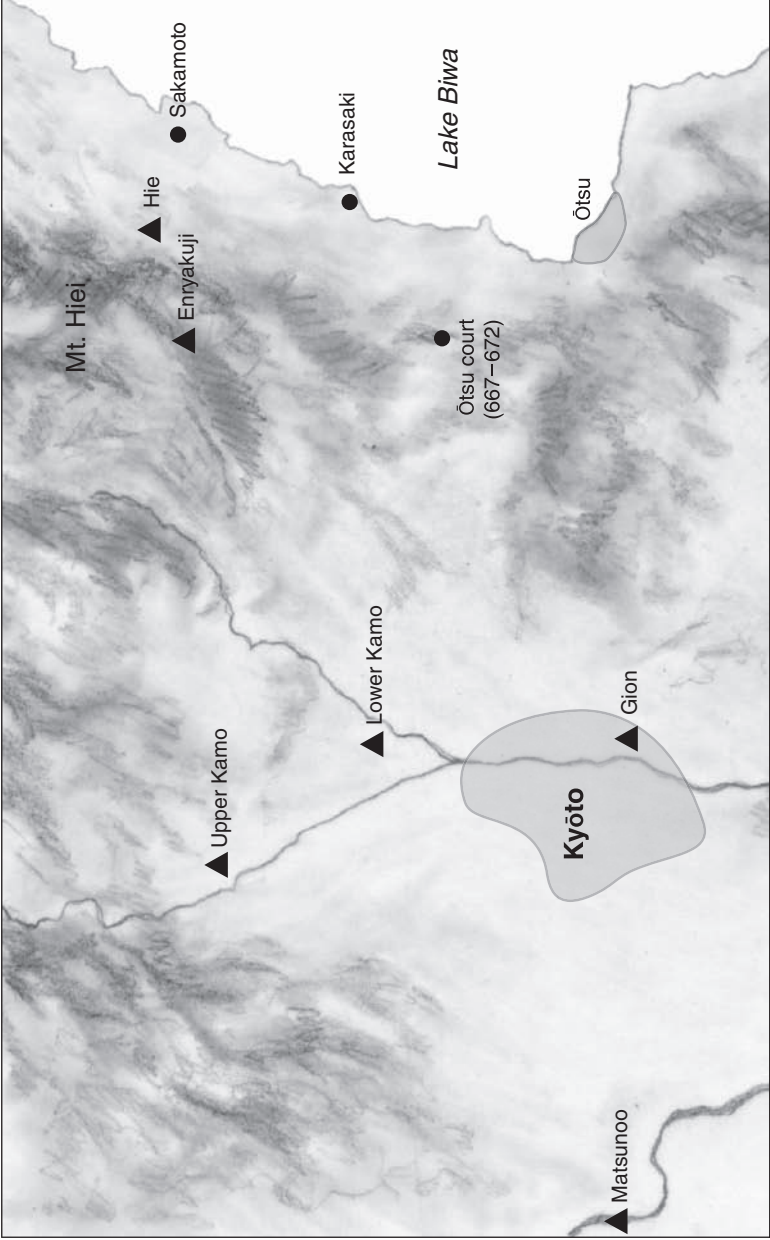 Mt. Hiei
Hie
Sakamoto
Enryakuji
Upper Kamo
Karasaki
Lower Kamo
Lake Biwa
Ōtsu court
(667–672)
Kyōto
Ōtsu
Matsunoo
Gion